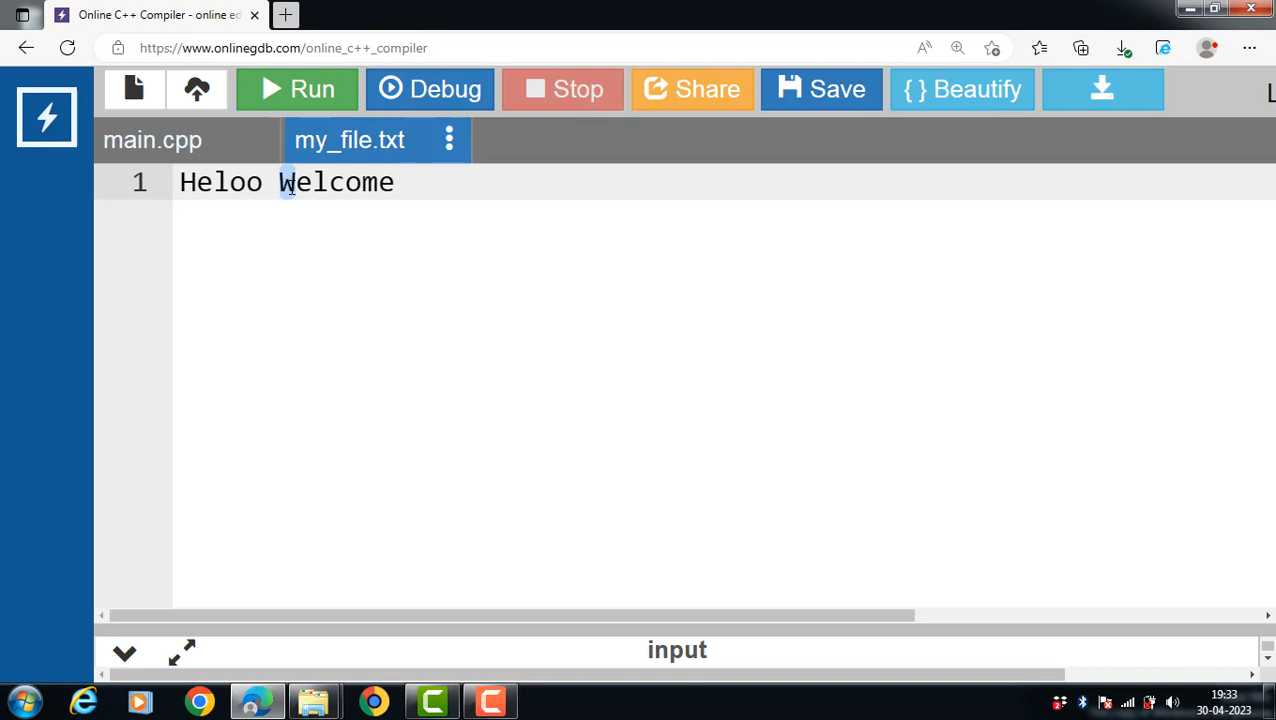 Online C++ Compiler - online ed
https://www.onlinegdb.com/online_c++_compiler
Run Debug Stop Share Save { } Beautify
main.cpp my_file.txt
1 Heloo Welcome
input
19:33
30-04-2023